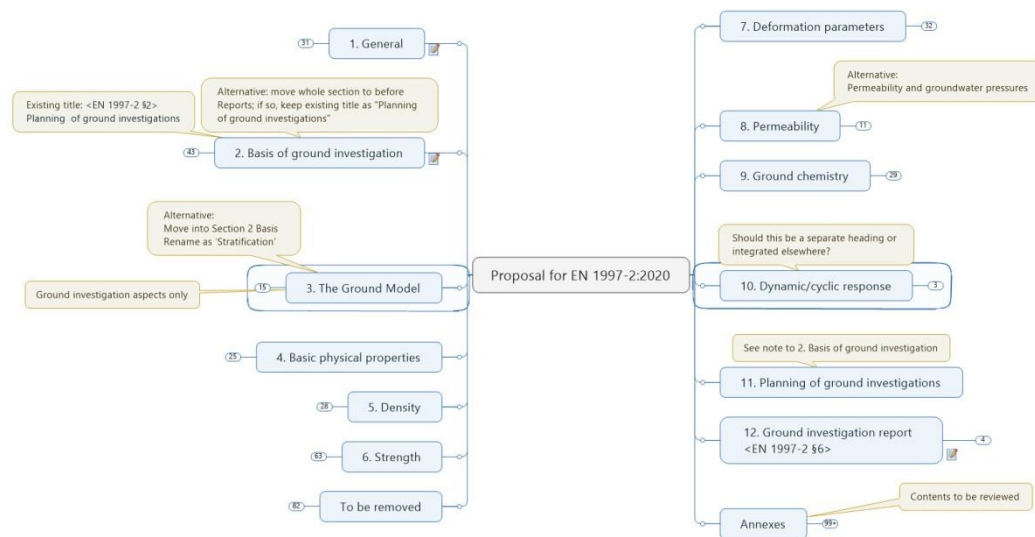 31
1. General
Existing title: <EN 1997-2 §2>
Planning of ground investigations
Alternative: move whole section to before
Reports; if so, keep existing title as "Planning
of ground investigations"
43
2. Basis of ground investigation
Alternative:
Move into Section 2 Basis
Rename as 'Stratification'
Ground investigation aspects only
15
3. The Ground Model
25
4. Basic physical properties
28
5. Density
63
6. Strength
82
To be removed
Proposal for EN 1997-2:2020
7. Deformation parameters
32
Alternative:
Permeability and groundwater pressures
8. Permeability
11
9. Ground chemistry
29
Should this be a separate heading or
integrated elsewhere?
10. Dynamic/cyclic response
3
See note to 2. Basis of ground investigation
11. Planning of ground investigations
12. Ground investigation report
<EN 1997-2 §6>
4
Contents to be reviewed
Annexes
99+